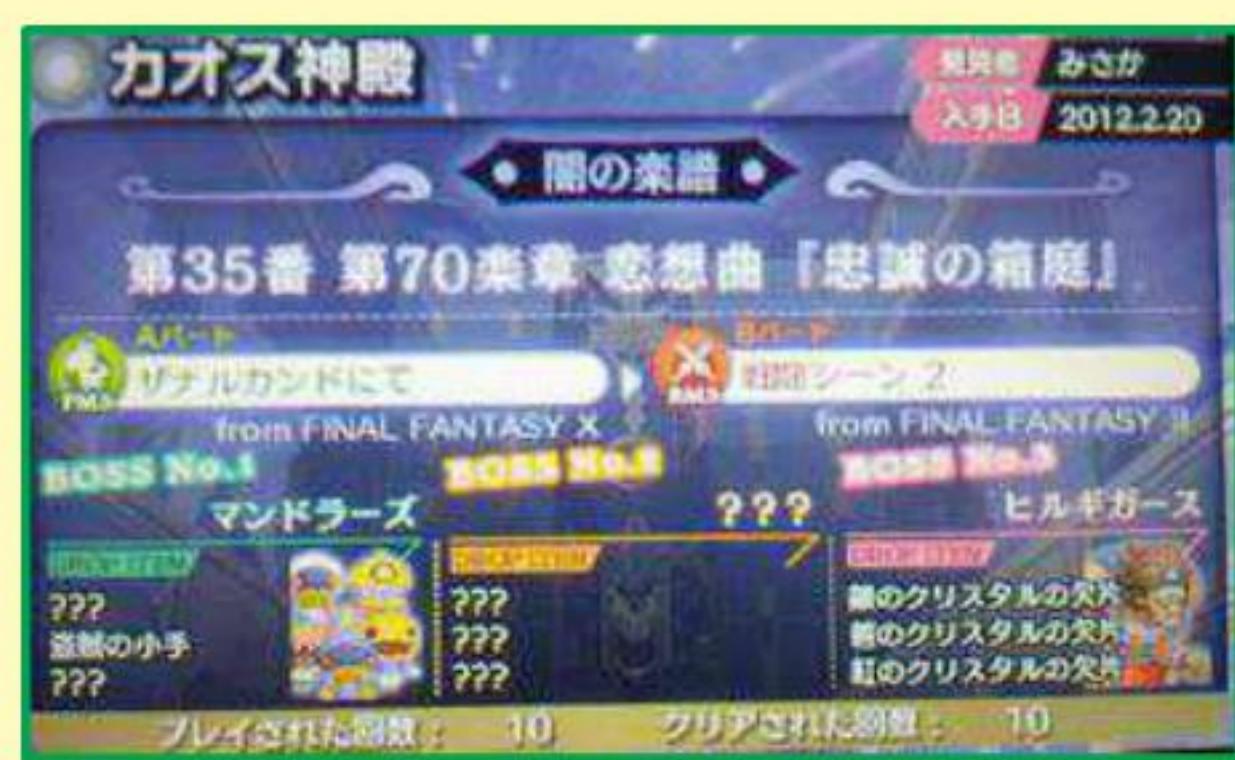 カオス神殿
発見者 みさか
入手日 2012.2.20
闇の楽譜
第35番 第70楽章 恋想曲『忠誠の箱庭』
Aパート
ザナルカンドにて
from FINAL FANTASY X
Bパート
戦闘シーン 2
from FINAL FANTASY II
BOSS No.1
マンドラーズ
DROP ITEM
???
盗賊の小手
???
BOSS No.2
???
DROP ITEM
???
???
???
BOSS No.3
ヒルギガース
DROP ITEM
のクリスタルの欠片
のクリスタルの欠片
紅のクリスタルの欠片
プレイされた回数： 10
クリアされた回数： 10